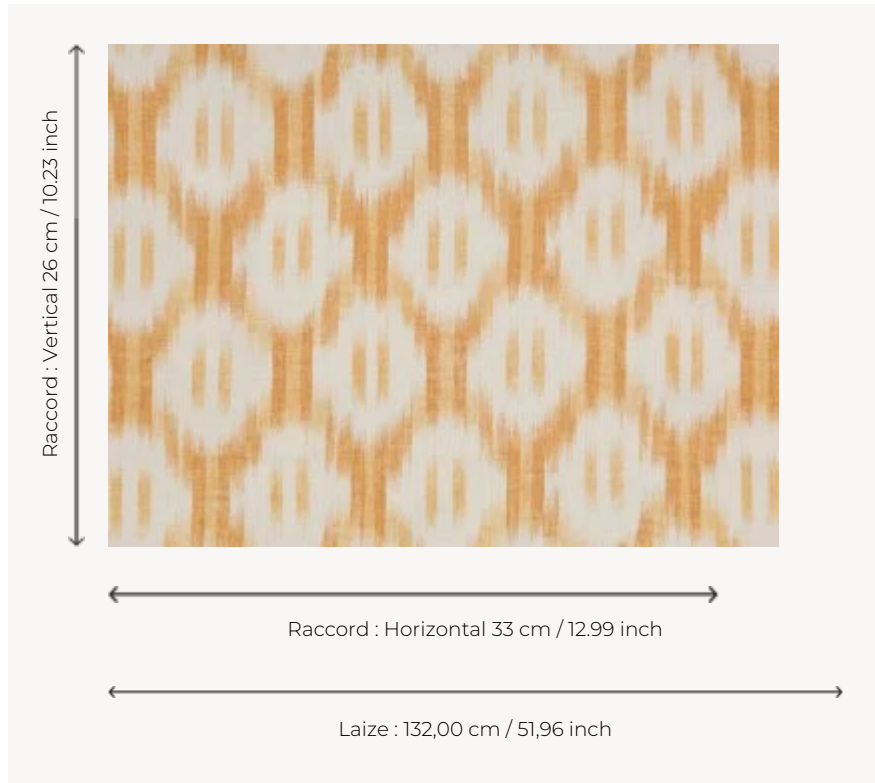 Raccord : Vertical 26 cm / 10.23 inch
Raccord : Horizontal 33 cm / 12.99 inch
Laize : 132,00 cm / 51,96 inch